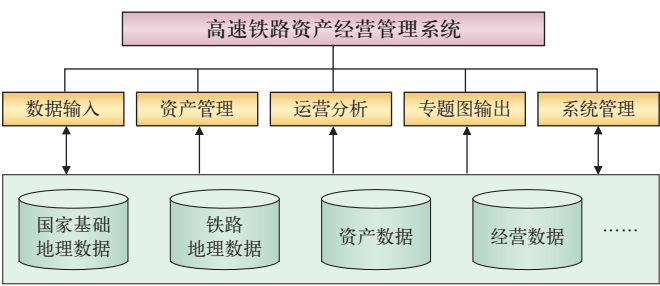 高速铁路资产经营管理系统
数据输入
资产管理
运营分析
专题图输出
系统管理
国家基础
地理数据
铁路
地理数据
资产数据
经营数据
……